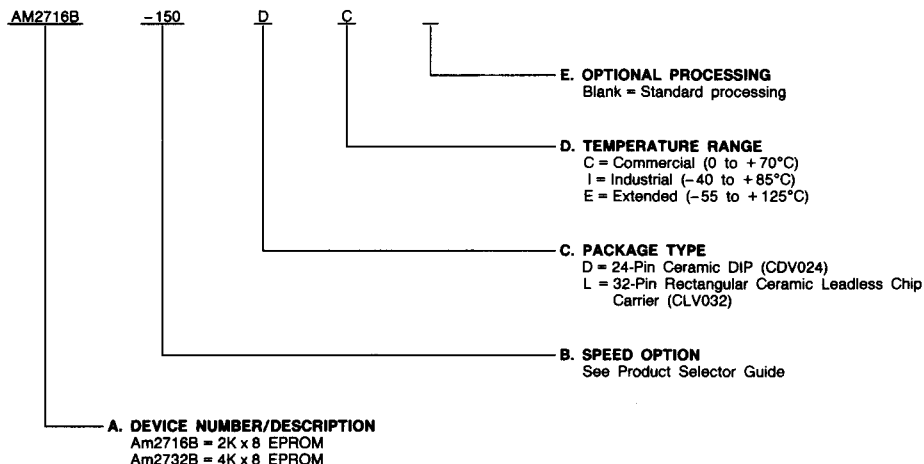 AM2716B -150 D C
E. OPTIONAL PROCESSING
Blank = Standard processing
D. TEMPERATURE RANGE
C = Commercial (0 to +70°C)
I = Industrial (-40 to +85°C)
E = Extended (-55 to +125°C)
C. PACKAGE TYPE
D = 24-Pin Ceramic DIP (CDV024)
L = 32-Pin Rectangular Ceramic Leadless Chip
Carrier (CLV032)
B. SPEED OPTION
See Product Selector Guide
A. DEVICE NUMBER/DESCRIPTION
Am2716B = 2K x 8 EPROM
Am2732B = 4K x 8 EPROM